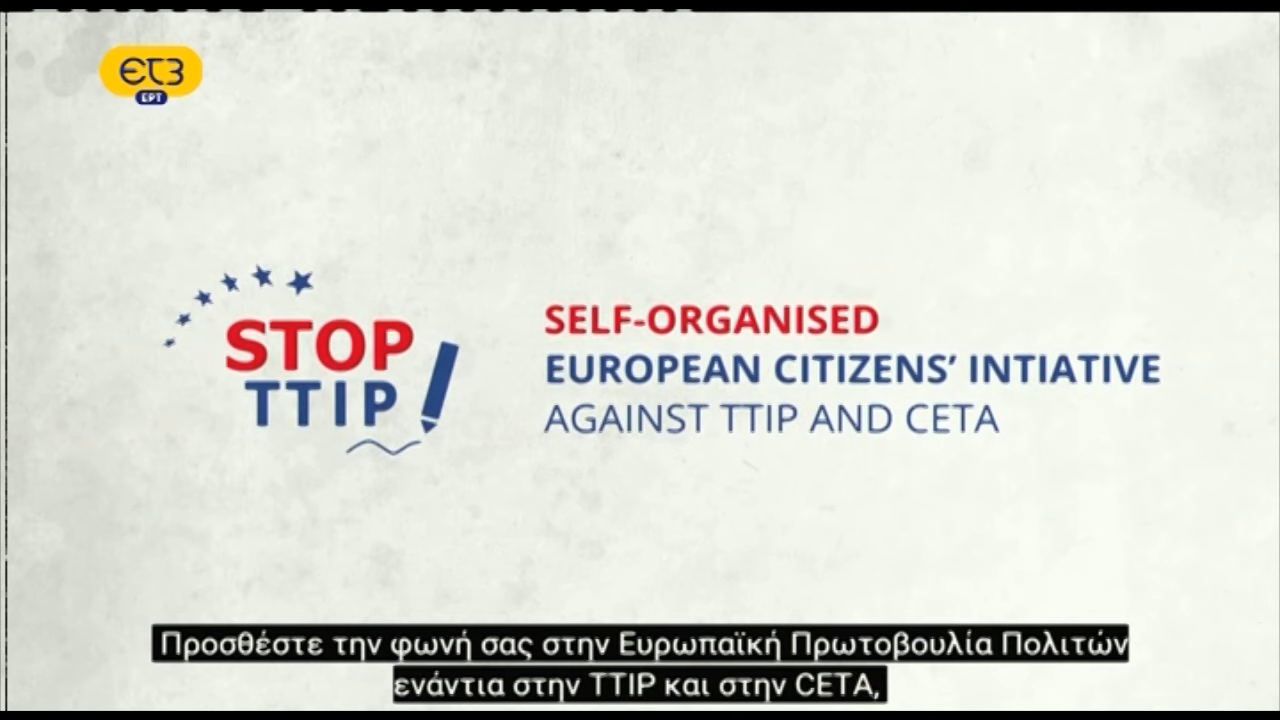 ετ3
ΕΡΤ
STOP
TTIP
SELF-ORGANISED
EUROPEAN CITIZENS' INTIATIVE
AGAINST TTIP AND CETA
Προσθέστε την φωνή σας στην Ευρωπαϊκή Πρωτοβουλία Πολιτών
ενάντια στην TTIP και στην CETA,